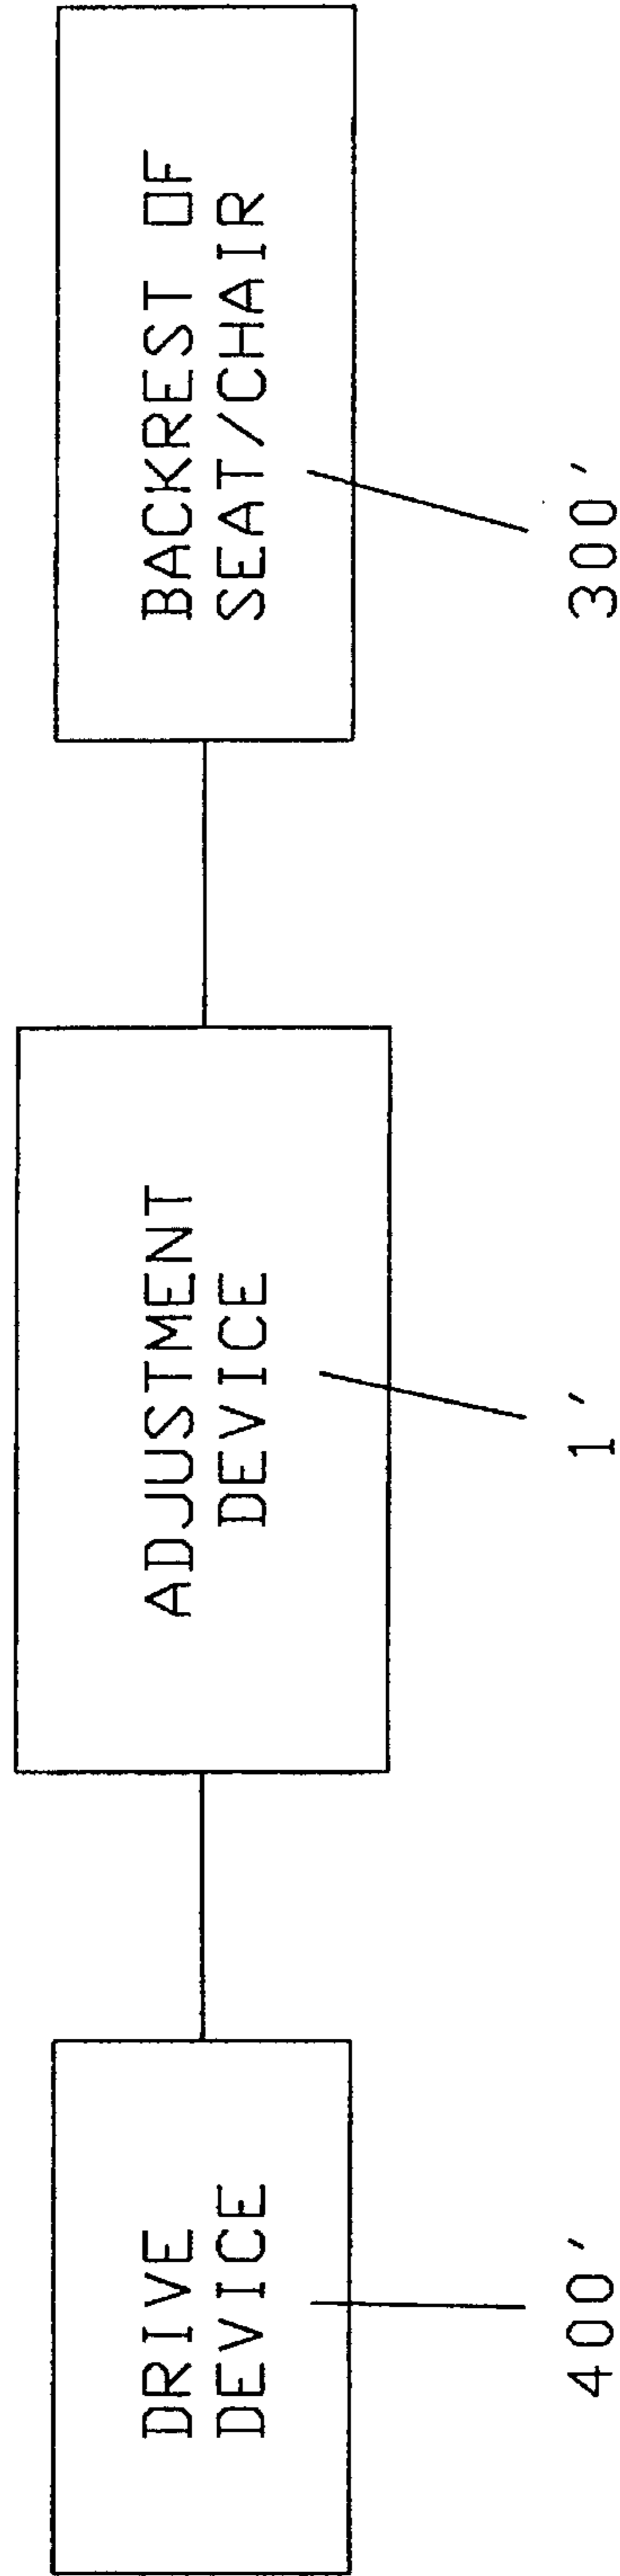 DRIVE
DEVICE
400'
ADJUSTMENT
DEVICE
1'
BACKREST OF
SEAT/CHAIR
300'